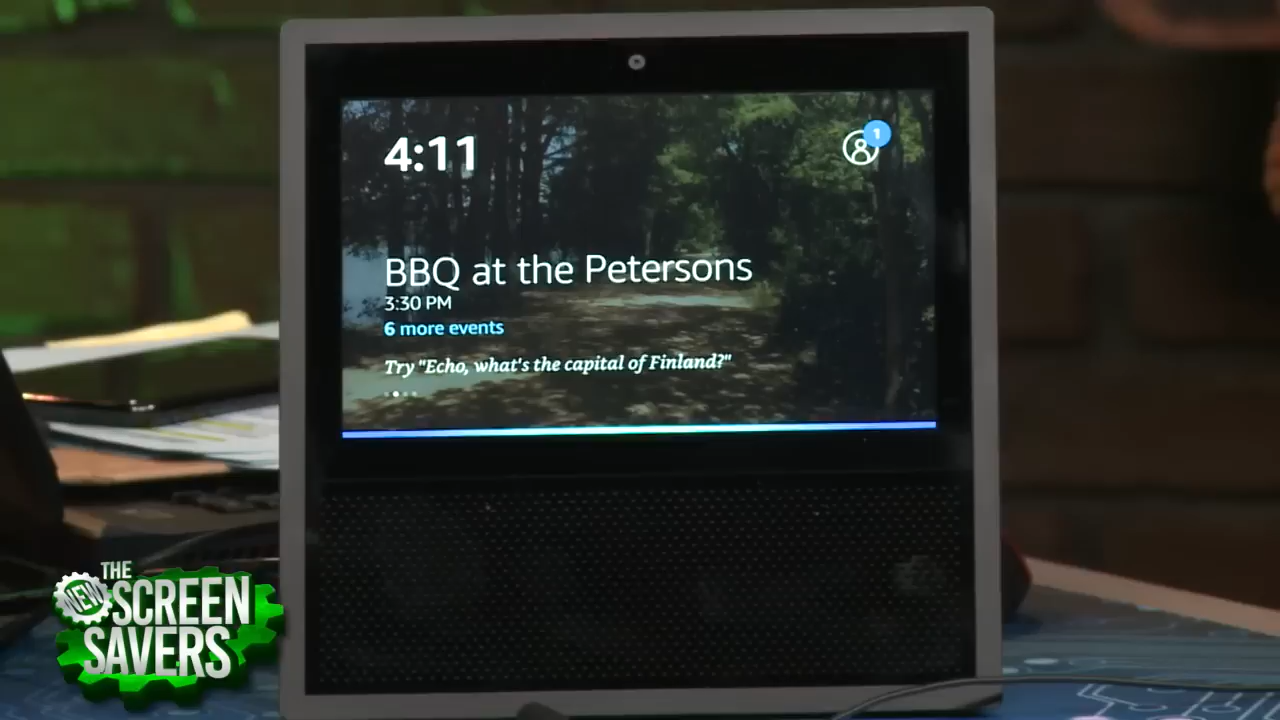 4:11
1
BBQ at the Petersons
3:30 PM
6 more events
Try "Echo, what's the capital of Finland?"
THE
NEW
SCREEN
SAVERS